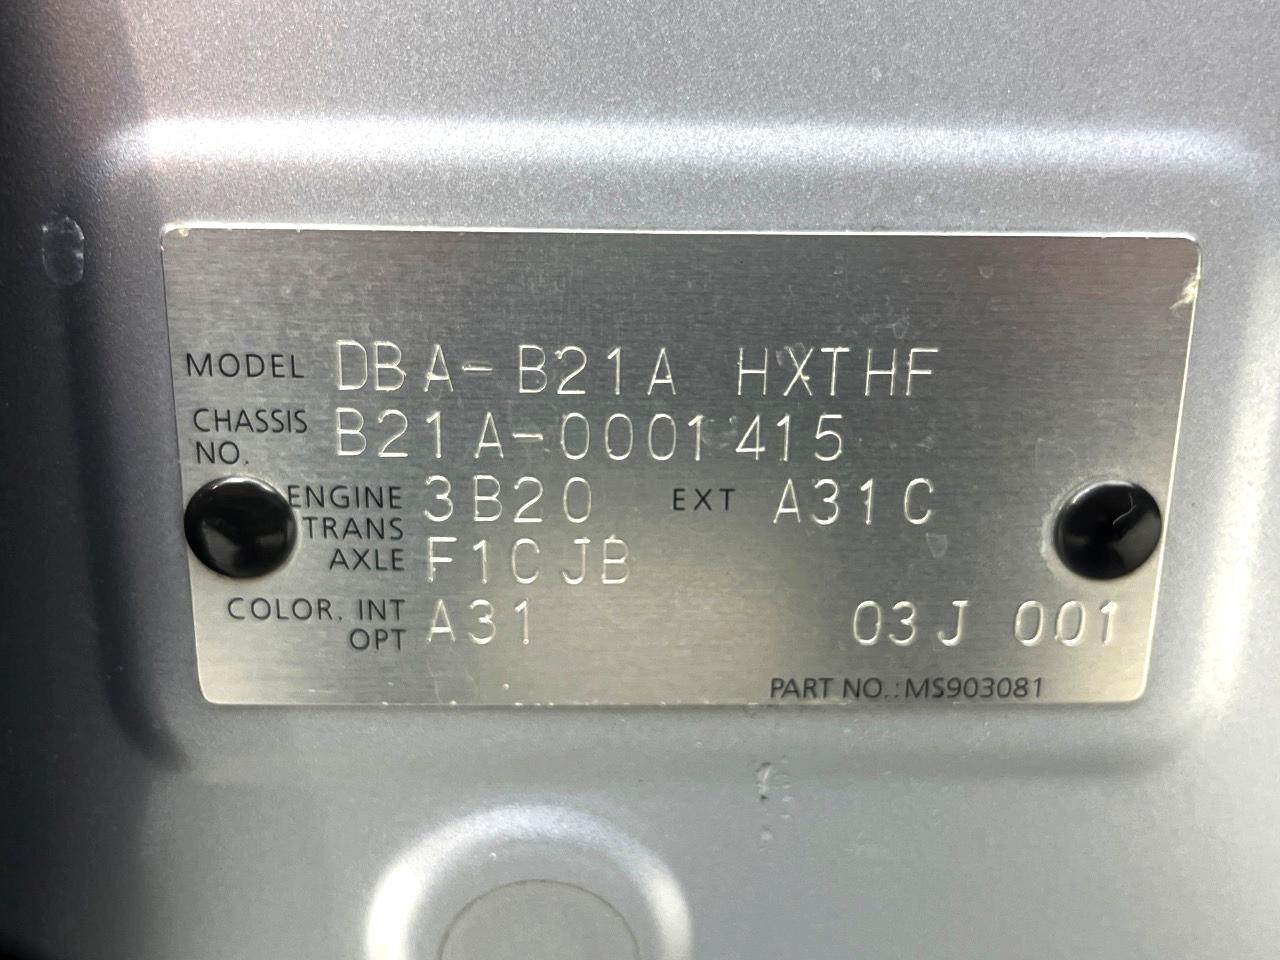 MODEL DBA-B21A HXTHF
CHASSIS NO. B21A-0001415
ENGINE 3B20 EXT A31C
TRANS AXLE F1CJB
COLOR. INT OPT A31 03J 001
PART NO.:MS903081